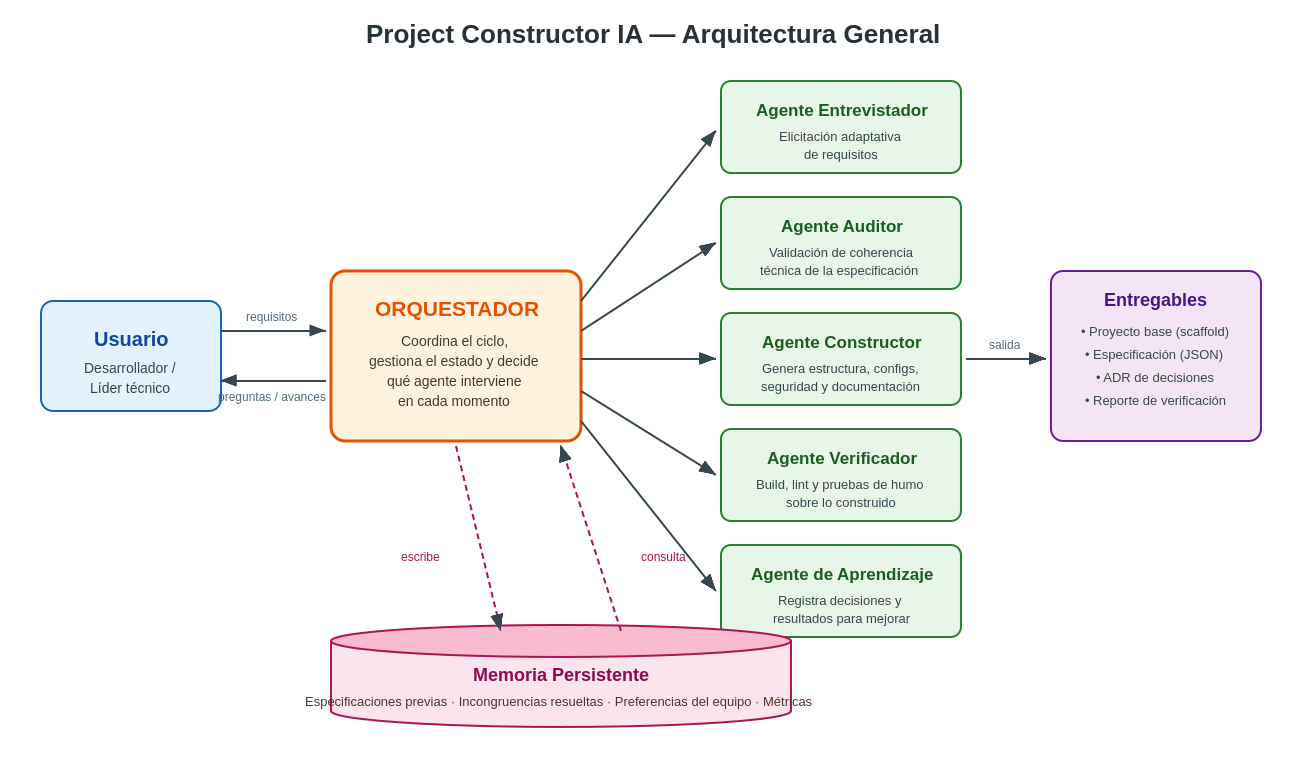 Project Constructor IA — Arquitectura General
Usuario
Desarrollador /
Líder técnico
requisitos
preguntas / avances
ORQUESTADOR
Coordina el ciclo,
gestiona el estado y decide
qué agente interviene
en cada momento
Agente Entrevistador
Elicitación adaptativa
de requisitos
Agente Auditor
Validación de coherencia
técnica de la especificación
Agente Constructor
Genera estructura, configs,
seguridad y documentación
Agente Verificador
Build, lint y pruebas de humo
sobre lo construido
Agente de Aprendizaje
Registra decisiones y
resultados para mejorar
salida
Entregables
• Proyecto base (scaffold)
• Especificación (JSON)
• ADR de decisiones
• Reporte de verificación
escribe
consulta
Memoria Persistente
Especificaciones previas · Incongruencias resueltas · Preferencias del equipo · Métricas